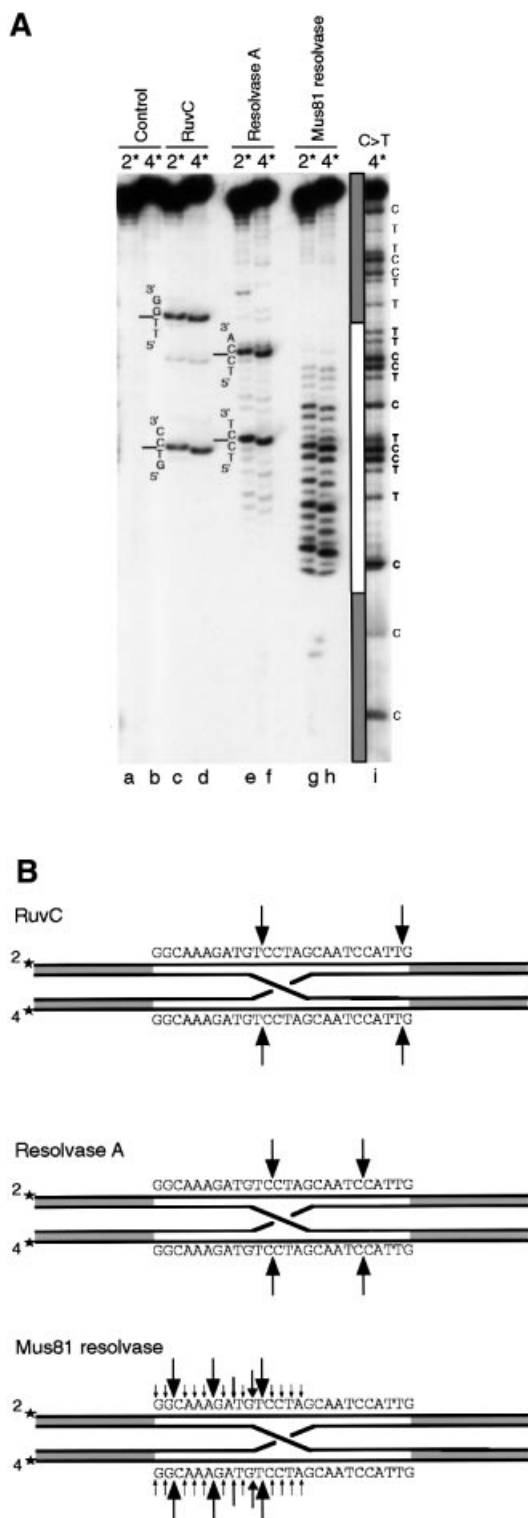 A
Control
RuvC
Resolvase A
Mus81 resolvase
C>T
2* 4* 2* 4* 2* 4* 2* 4* 4*
3'
G
G
T
T
5'
3'
C
C
T
G
5'
3'
A
C
C
T
5'
3'
T
C
C
T
5'
C
T
T
C
C
T
T
T
T
C
C
T
C
T
C
C
T
T
C
C
C
a b c d e f g h i
B
RuvC
GGCAAAGATGTCCTAGCAATCCATTG
2
4
GGCAAAGATGTCCTAGCAATCCATTG
Resolvase A
GGCAAAGATGTCCTAGCAATCCATTG
2
4
GGCAAAGATGTCCTAGCAATCCATTG
Mus81 resolvase
GGCAAAGATGTCCTAGCAATCCATTG
2
4
GGCAAAGATGTCCTAGCAATCCATTG